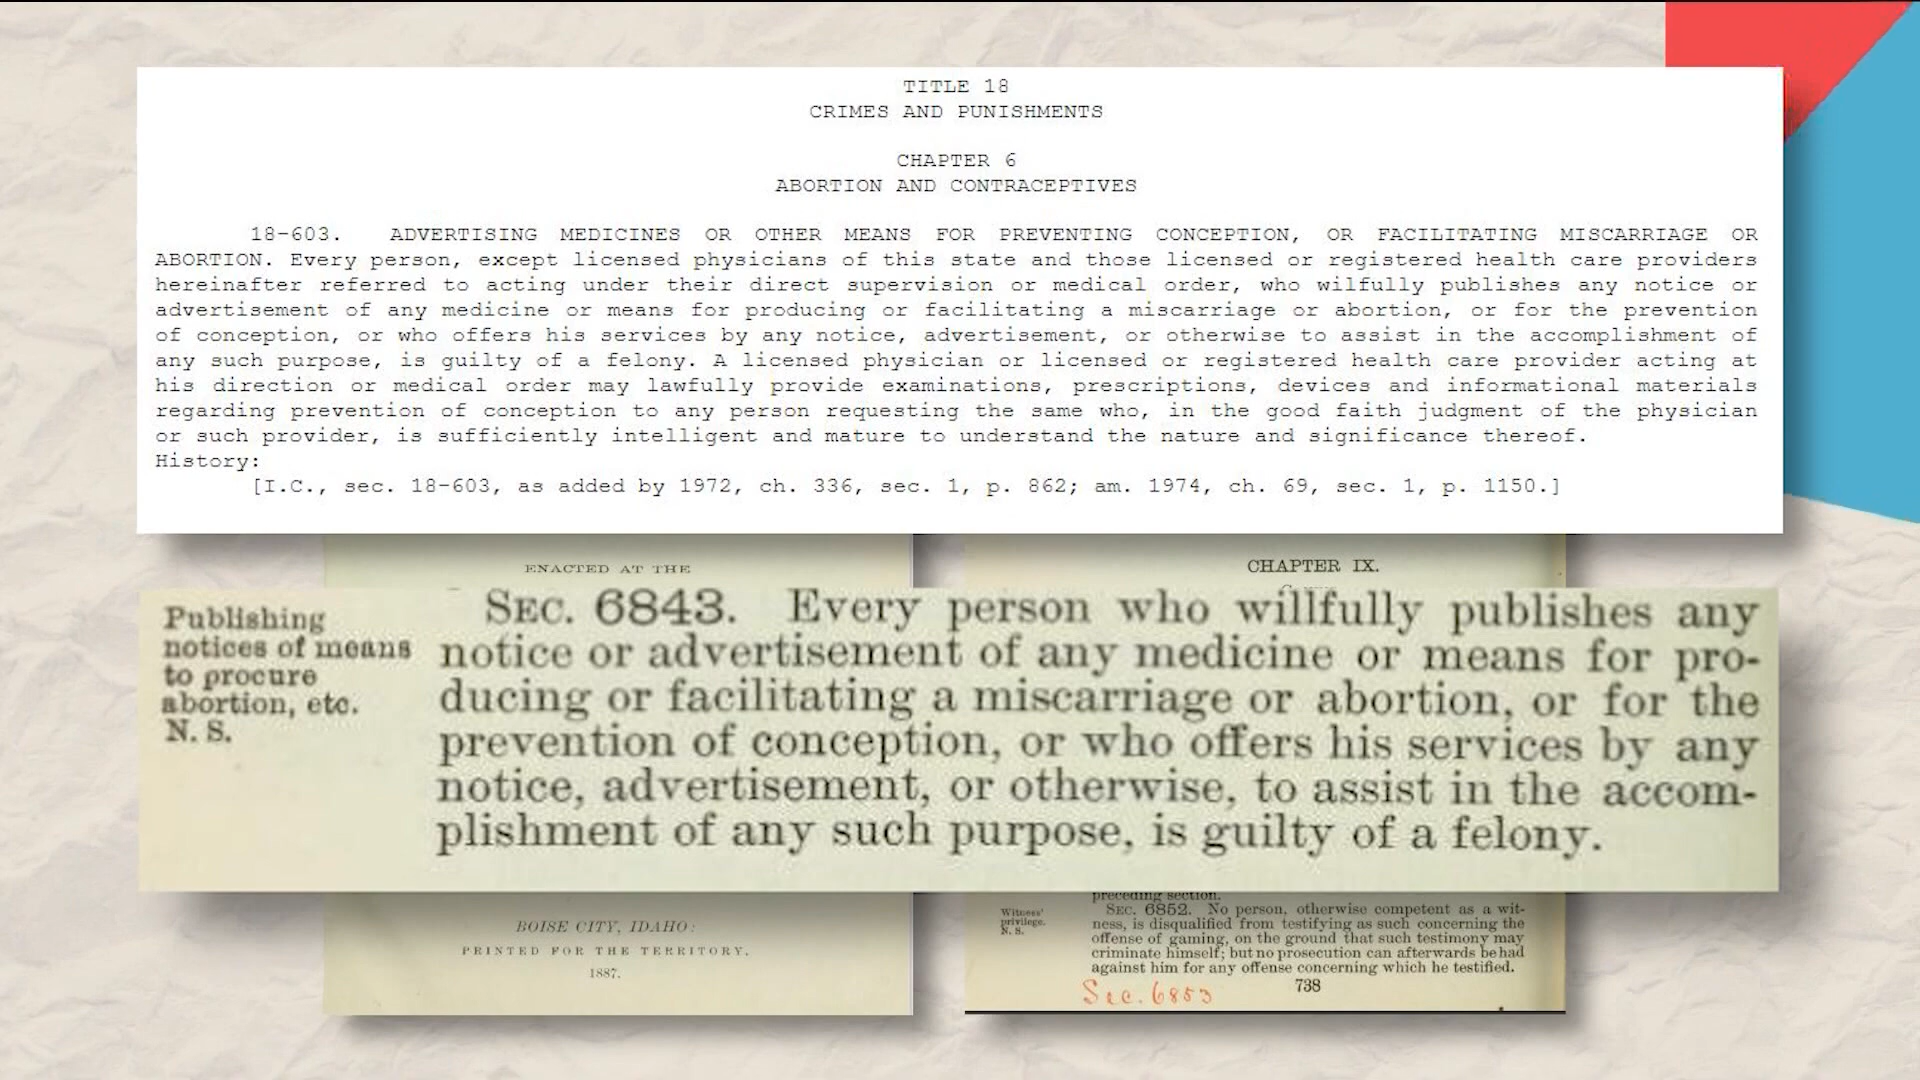 TITLE 18
CRIMES AND PUNISHMENTS
CHAPTER 6
ABORTION AND CONTRACEPTIVES
18-603. ADVERTISING MEDICINES OR OTHER MEANS FOR PREVENTING CONCEPTION, OR FACILITATING MISCARRIAGE OR
ABORTION. Every person, except licensed physicians of this state and those licensed or registered health care providers
hereinafter referred to acting under their direct supervision or medical order, who wilfully publishes any notice or
advertisement of any medicine or means for producing or facilitating a miscarriage or abortion, or for the prevention
of conception, or who offers his services by any notice, advertisement, or otherwise to assist in the accomplishment of
any such purpose, is guilty of a felony. A licensed physician or licensed or registered health care provider acting at
his direction or medical order may lawfully provide examinations, prescriptions, devices and informational materials
regarding prevention of conception to any person requesting the same who, in the good faith judgment of the physician
or such provider, is sufficiently intelligent and mature to understand the nature and significance thereof.
History:
[I.C., sec. 18-603, as added by 1972, ch. 336, sec. 1, p. 862; am. 1974, ch. 69, sec. 1, p. 1150.]
ENACTED AT THE
CHAPTER IX.
Publishing
notices of means
to procure
abortion, etc.
N. S.
SEC. 6843. Every person who willfully publishes any
notice or advertisement of any medicine or means for pro-
ducing or facilitating a miscarriage or abortion, or for the
prevention of conception, or who offers his services by any
notice, advertisement, or otherwise, to assist in the accom-
plishment of any such purpose, is guilty of a felony.
BOISE CITY, IDAHO:
PRINTED FOR THE TERRITORY.
1887.
preceding section.
Witness'
privilege.
N. S.
SEC. 6852. No person, otherwise competent as a wit-
ness, is disqualified from testifying as such concerning the
offense of gaming, on the ground that such testimony may
criminate himself; but no prosecution can afterwards be had
against him for any offense concerning which he testified.
Sec. 6853
738